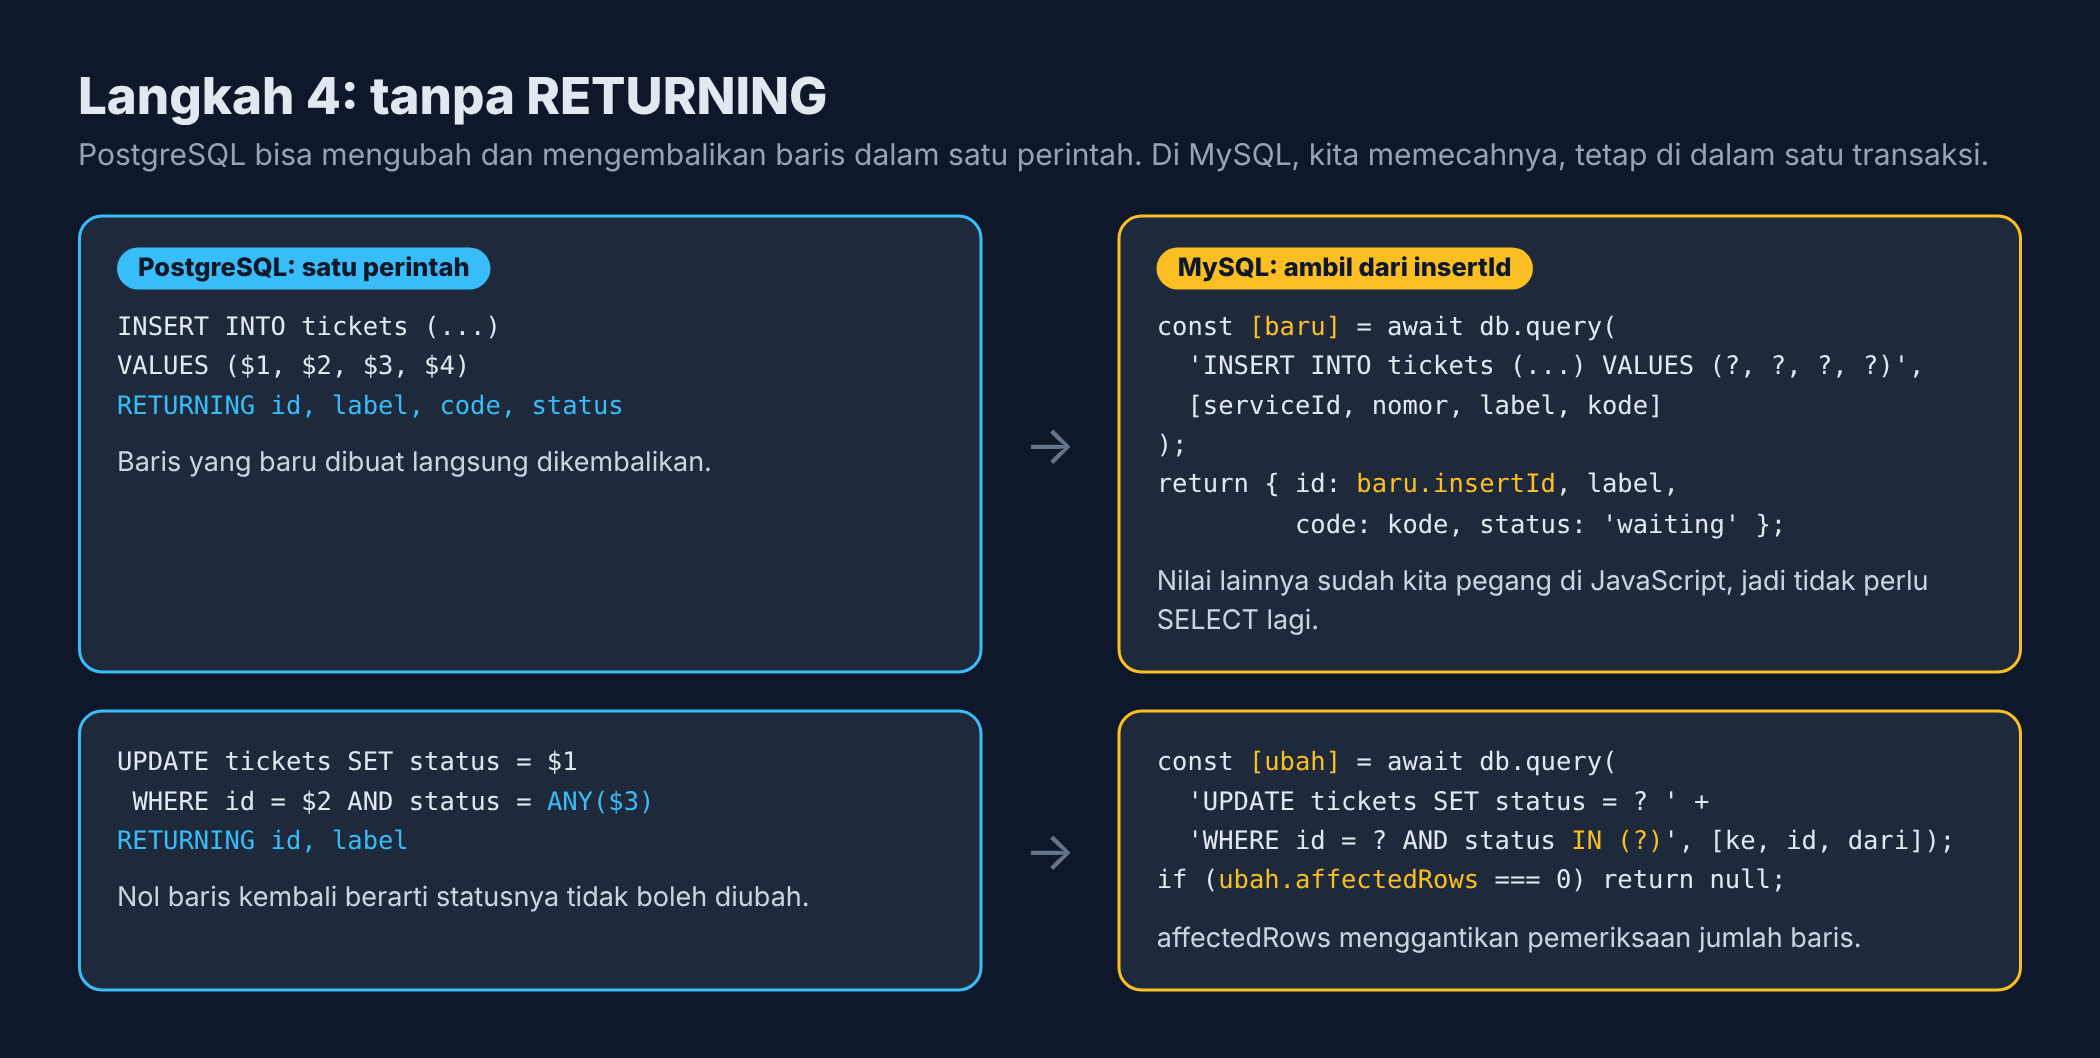 Langkah 4: tanpa RETURNING
PostgreSQL bisa mengubah dan mengembalikan baris dalam satu perintah. Di MySQL, kita memecahnya, tetap di dalam satu transaksi.
PostgreSQL: satu perintah
INSERT INTO tickets (...)
VALUES ($1, $2, $3, $4)
RETURNING id, label, code, status
Baris yang baru dibuat langsung dikembalikan.
→
MySQL: ambil dari insertId
const [baru] = await db.query(
  'INSERT INTO tickets (...) VALUES (?, ?, ?, ?)',
  [serviceId, nomor, label, kode]
);
return { id: baru.insertId, label,
         code: kode, status: 'waiting' };
Nilai lainnya sudah kita pegang di JavaScript, jadi tidak perlu
SELECT lagi.
UPDATE tickets SET status = $1
 WHERE id = $2 AND status = ANY($3)
RETURNING id, label
Nol baris kembali berarti statusnya tidak boleh diubah.
→
const [ubah] = await db.query(
  'UPDATE tickets SET status = ? ' +
  'WHERE id = ? AND status IN (?)', [ke, id, dari]);
if (ubah.affectedRows === 0) return null;
affectedRows menggantikan pemeriksaan jumlah baris.